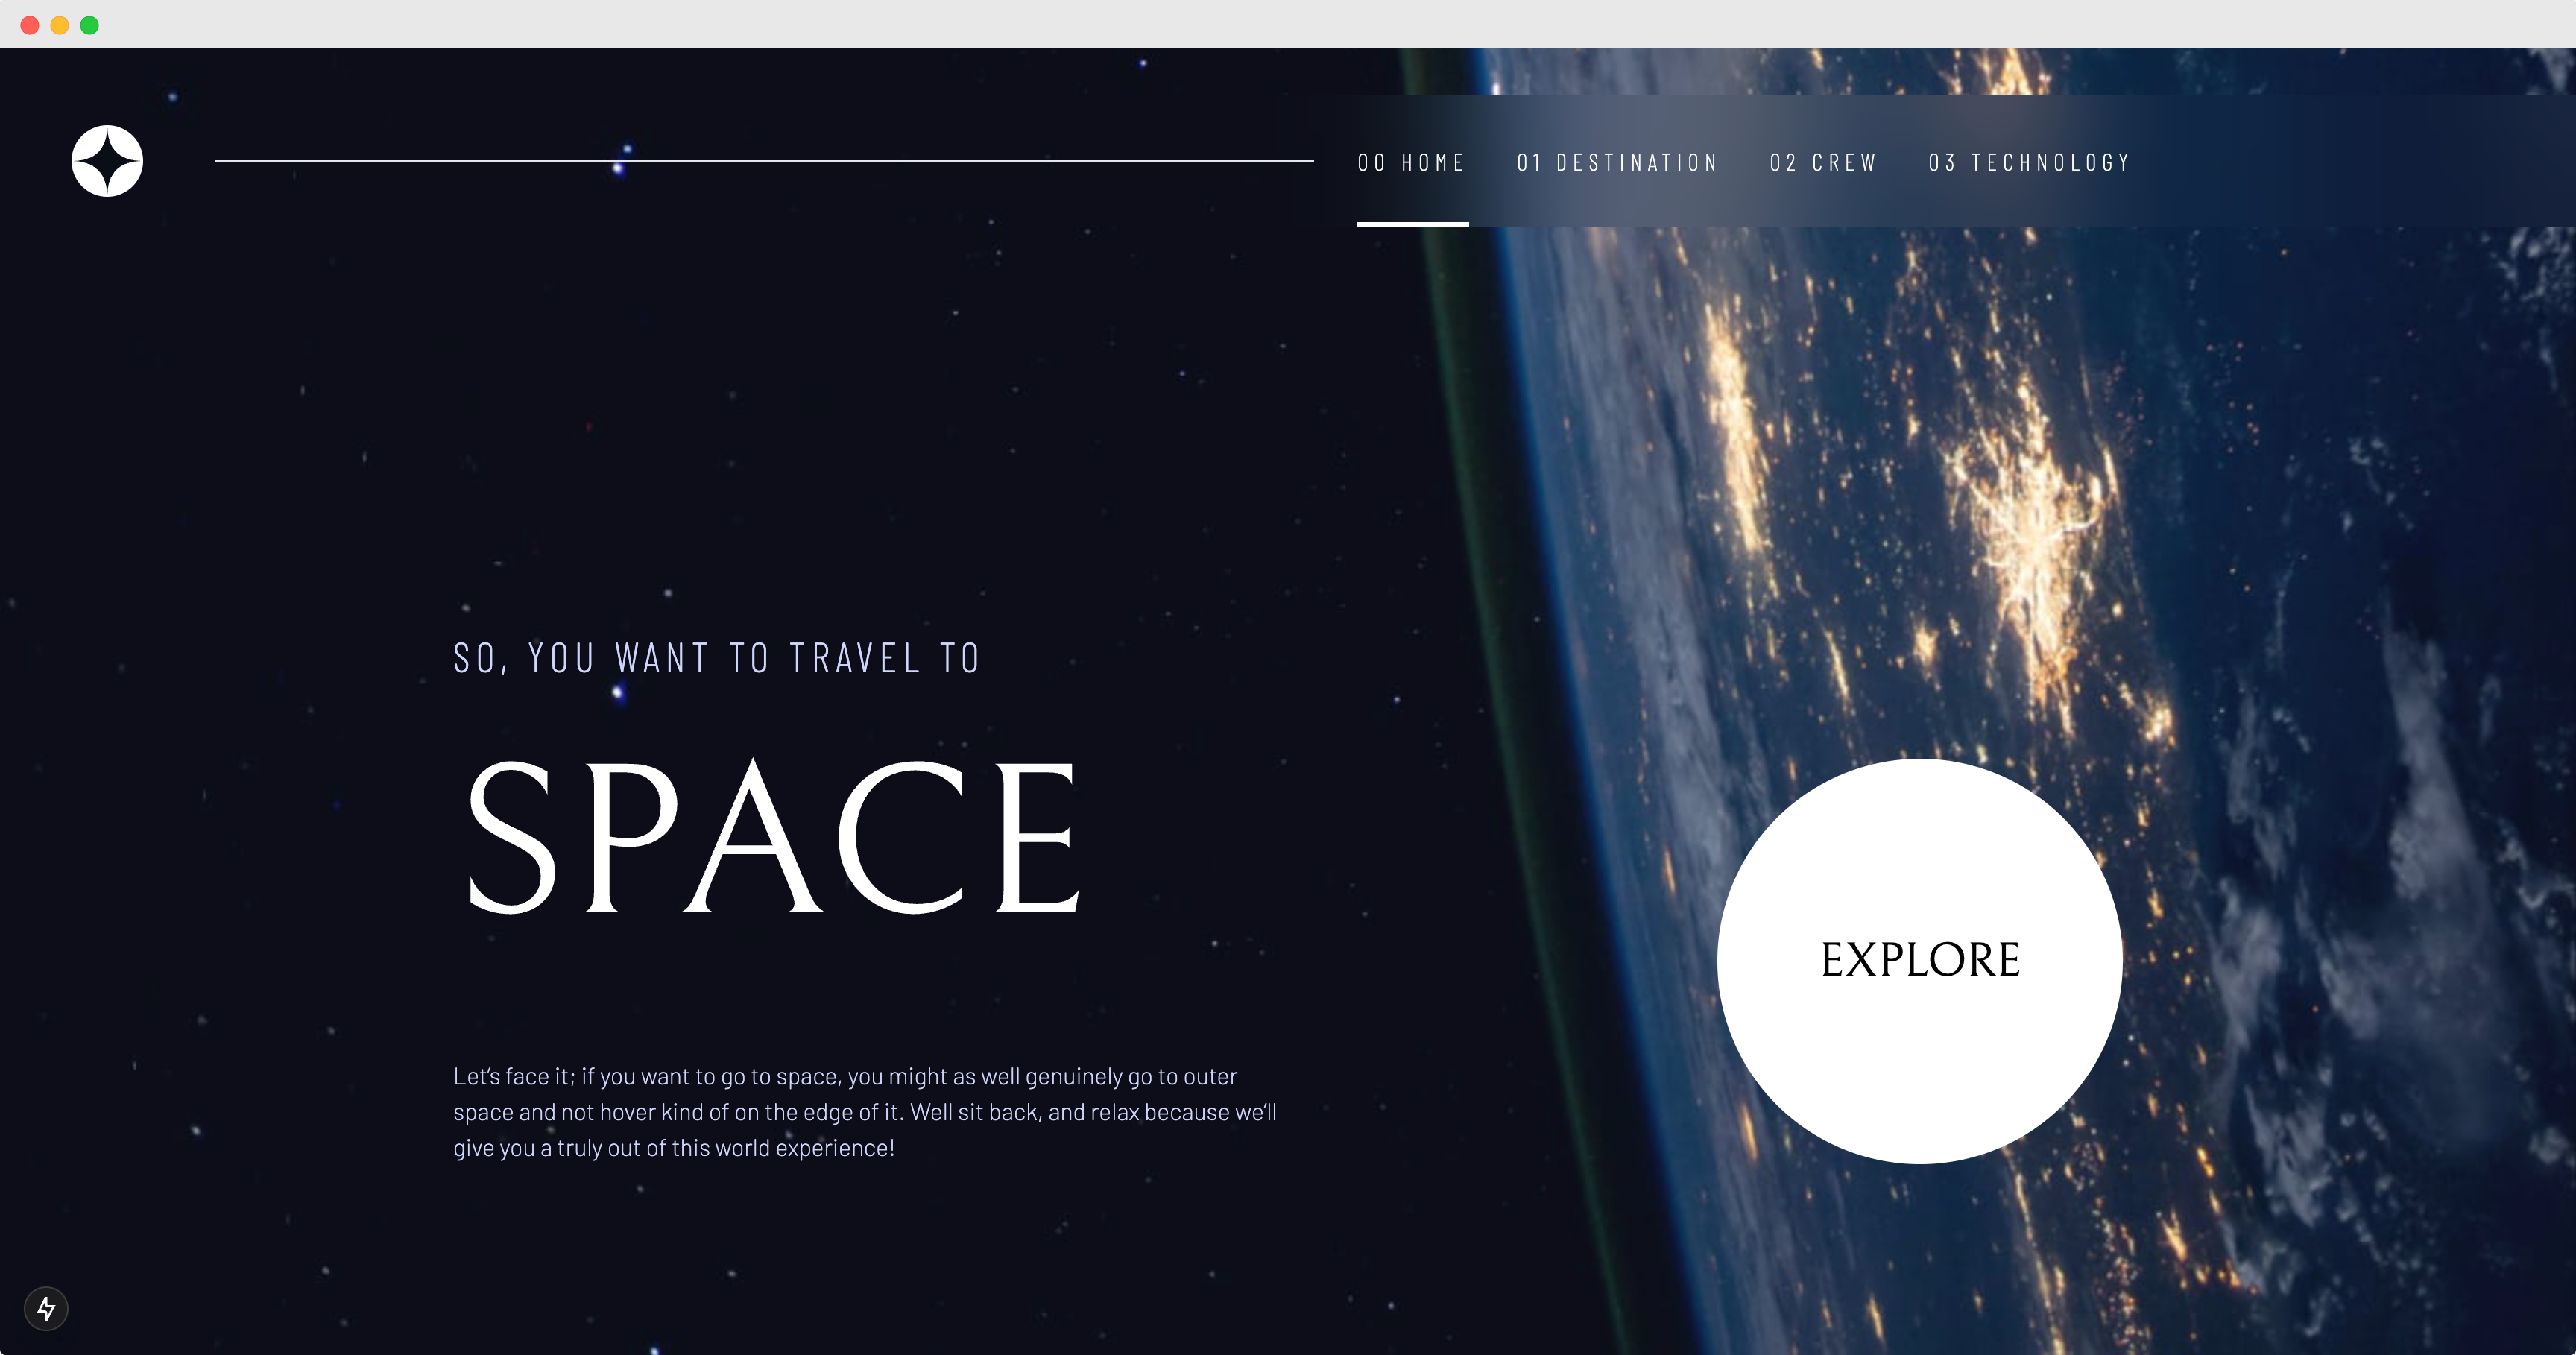 00 HOME 01 DESTINATION 02 CREW 03 TECHNOLOGY
SO, YOU WANT TO TRAVEL TO
SPACE
EXPLORE
Let’s face it; if you want to go to space, you might as well genuinely go to outer
space and not hover kind of on the edge of it. Well sit back, and relax because we’ll
give you a truly out of this world experience!